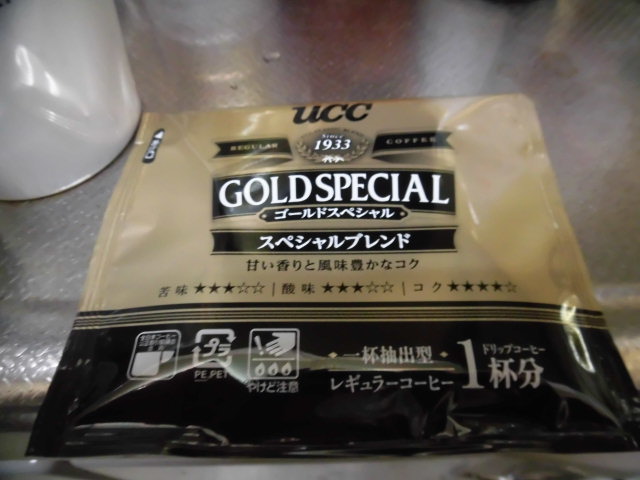 ucc
REGULAR Since 1933 COFFEE
GOLD SPECIAL
ゴールドスペシャル
スペシャルブレンド
甘い香りと風味豊かなコク
苦味 ★★★☆☆ | 酸味 ★★★☆☆ | コク ★★★★☆
一杯抽出型 ドリップコーヒー
レギュラーコーヒー 1杯分
PE,PET やけど注意